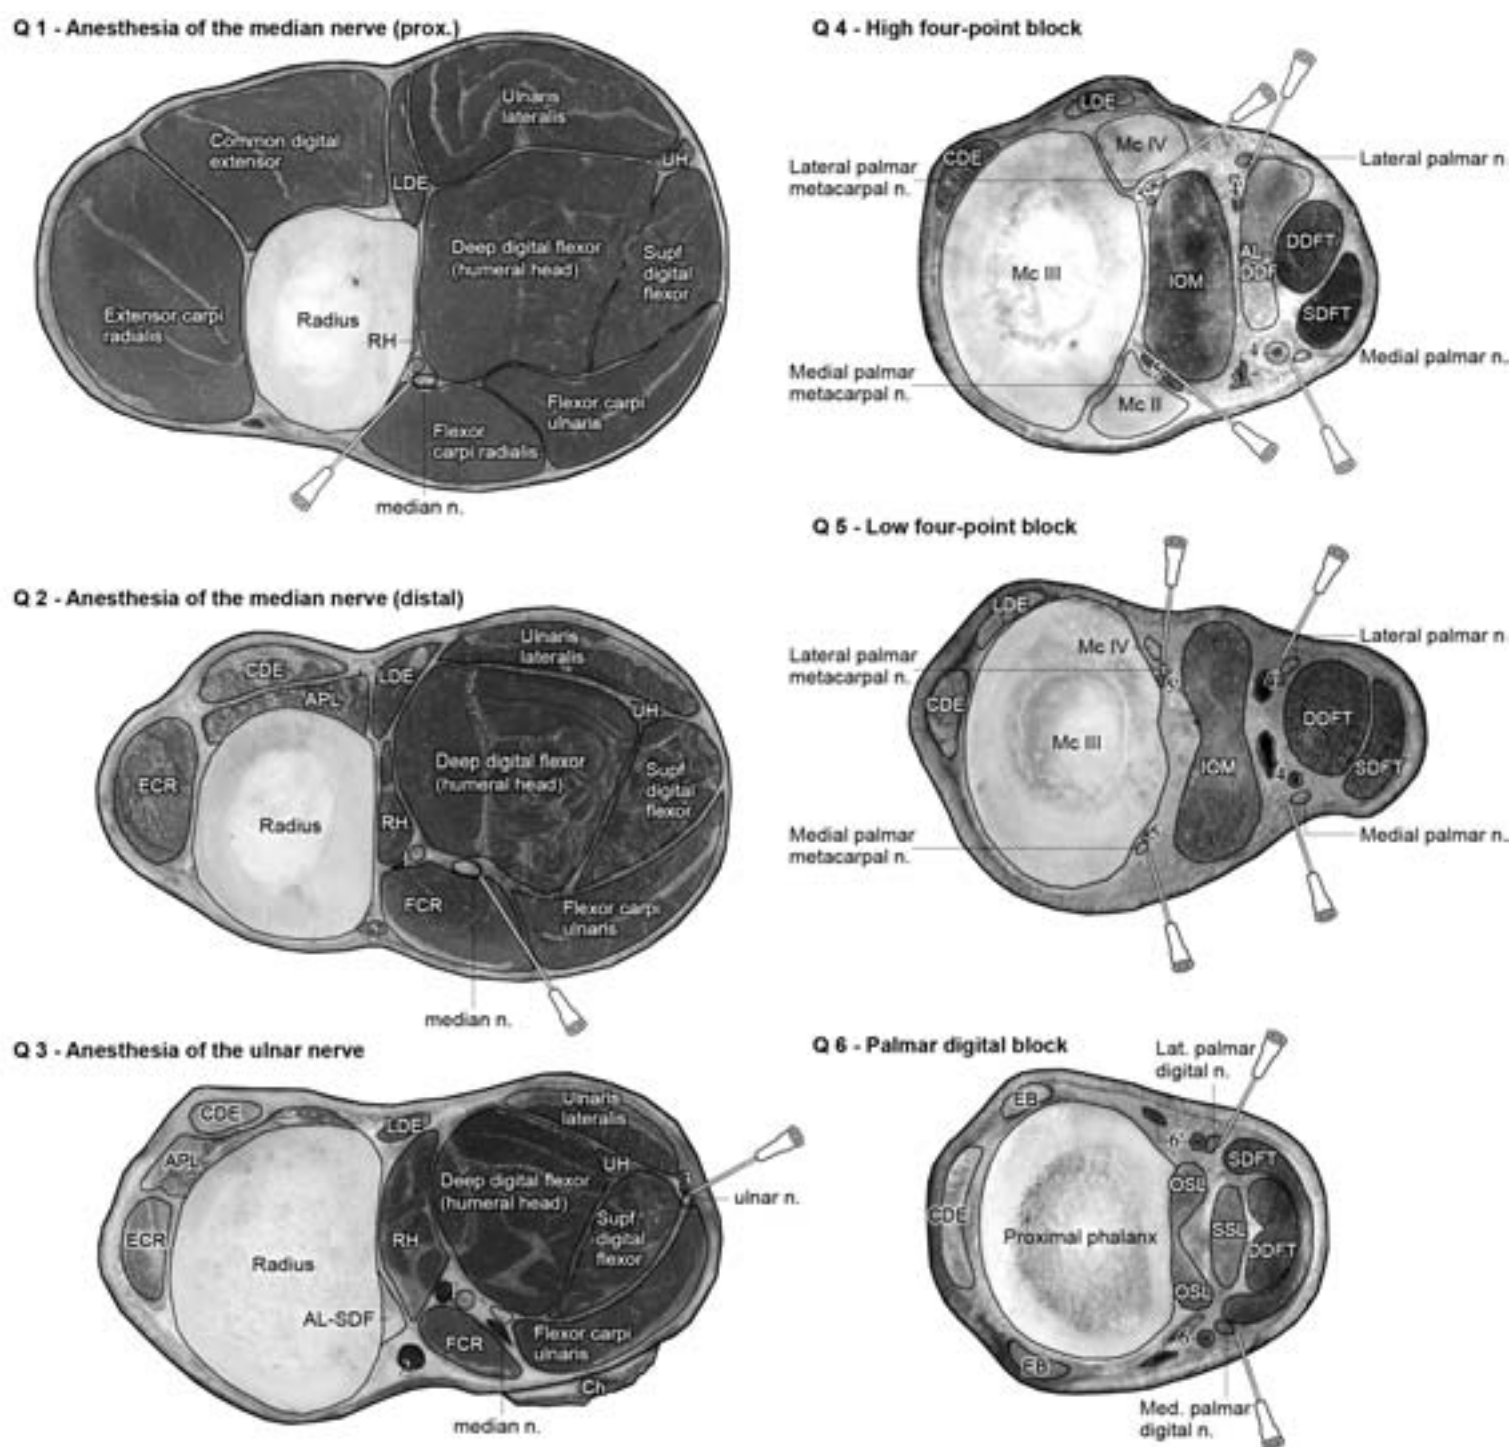 Q 1 - Anesthesia of the median nerve (prox.)
Ulnaris
lateralis
Common digital
extensor
UH
LDE
Deep digital flexor
(humeral head)
Supf.
digital
flexor
Extensor carpi
radialis
Radius
RH
Flexor carpi
ulnaris
Flexor
carpi radialis
median n.
Q 2 - Anesthesia of the median nerve (distal)
Ulnaris
lateralis
CDE
LDE
APL
UH
Deep digital flexor
(humeral head)
Supf.
digital
flexor
ECR
Radius
RH
FCR
Flexor carpi
ulnaris
median n.
Q 3 - Anesthesia of the ulnar nerve
Ulnaris
lateralis
CDE
LDE
APL
UH
Deep digital flexor
(humeral head)
3
ulnar n.
Supf.
digital
flexor
ECR
RH
Radius
AL-SDF
FCR
Flexor carpi
ulnaris
Ch
median n.
Q 4 - High four-point block
LDE
Mc IV
CDE
Lateral palmar
metacarpal n.
Lateral palmar n.
DDFT
AL-
DDF
Mc III
IOM
SDFT
4
Medial palmar n.
Medial palmar
metacarpal n.
Mc II
Q 5 - Low four-point block
LDE
Lateral palmar n
Mc IV
Lateral palmar
metacarpal n.
5'
4'
CDE
DDFT
Mc III
IOM
SDFT
4
5
Medial palmar
metacarpal n.
Medial palmar n.
Q 6 - Palmar digital block
Lat. palmar
digital n.
EB
6'
SDFT
OSL
CDE
Proximal phalanx
SSL
DDFT
OSL
6
EB
Med. palmar
digital n.